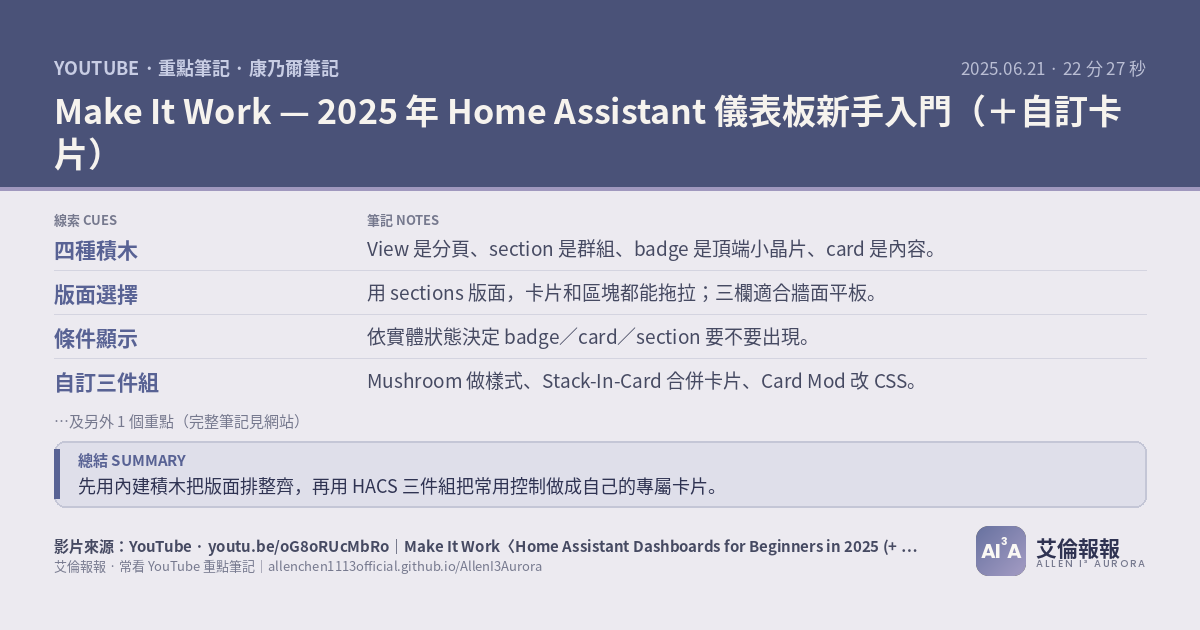 YOUTUBE · 重點筆記 · 康乃爾筆記
2025.06.21 · 22 分 27 秒
Make It Work — 2025 年 Home Assistant 儀表板新手入門（＋自訂卡
片）
線索 CUES
筆記 NOTES
四種積木
View 是分頁、section 是群組、badge 是頂端小晶片、card 是內容。
版面選擇
用 sections 版面，卡片和區塊都能拖拉；三欄適合牆面平板。
條件顯示
依實體狀態決定 badge／card／section 要不要出現。
自訂三件組
Mushroom 做樣式、Stack-In-Card 合併卡片、Card Mod 改 CSS。
…及另外 1 個重點（完整筆記見網站）
總結 SUMMARY
先用內建積木把版面排整齊，再用 HACS 三件組把常用控制做成自己的專屬卡片。
影片來源：YouTube · youtu.be/oG8oRUcMbRo｜Make It Work〈Home Assistant Dashboards for Beginners in 2025 (+ …
艾倫報報 · 常看 YouTube 重點筆記｜allenchen1113official.github.io/AllenI3Aurora
AI³A
艾倫報報
ALLEN I³ AURORA